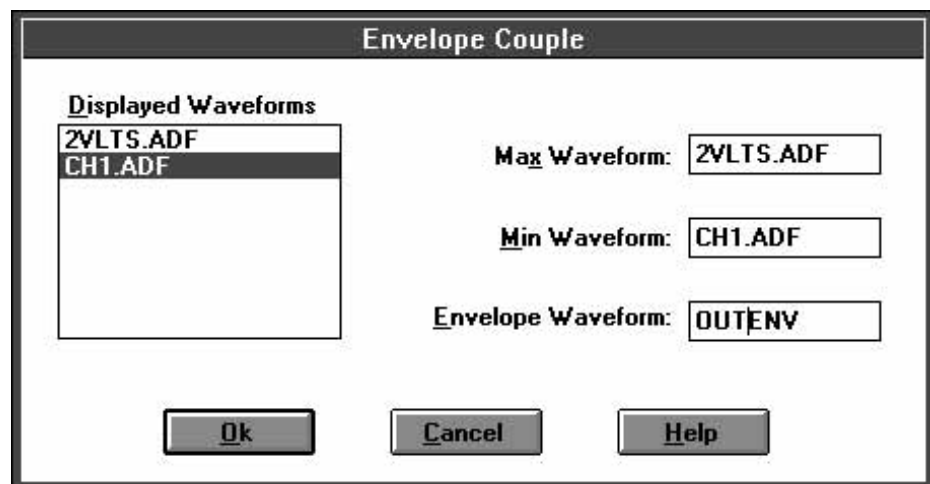 Envelope Couple
Displayed Waveforms
2VLTS.ADF
CH1.ADF
Max Waveform: 2VLTS.ADF
Min Waveform: CH1.ADF
Envelope Waveform: OUTENV
Ok Cancel Help